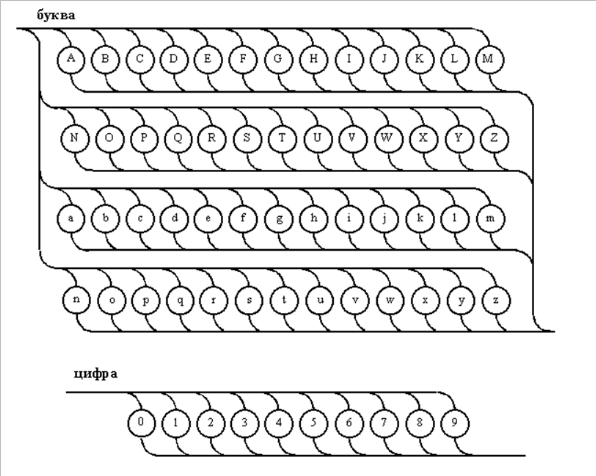 буква
A B C D E F G H I J K L M
N O P Q R S T U V W X Y Z
a b c d e f g h i j k l m
n o p q r s t u v w x y z
цифра
0 1 2 3 4 5 6 7 8 9